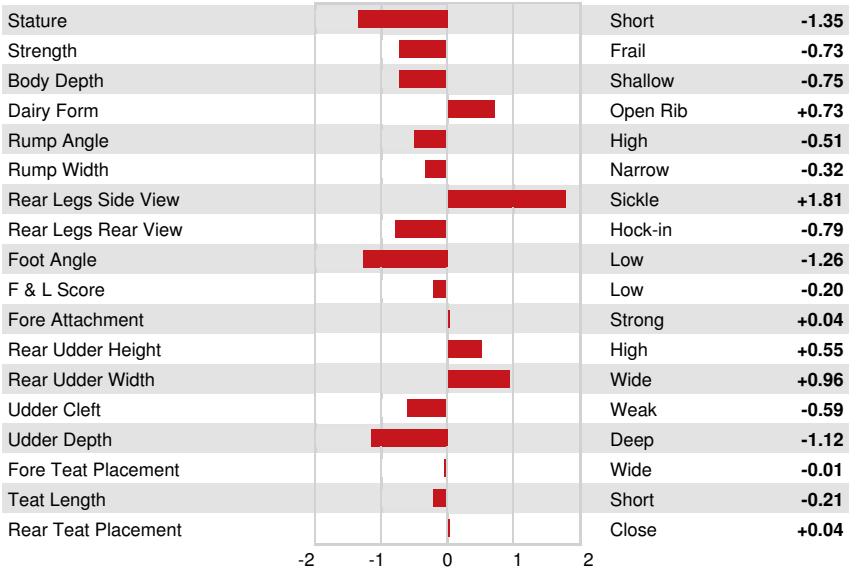 Stature Short -1.35
Strength Frail -0.73
Body Depth Shallow -0.75
Dairy Form Open Rib +0.73
Rump Angle High -0.51
Rump Width Narrow -0.32
Rear Legs Side View Sickle +1.81
Rear Legs Rear View Hock-in -0.79
Foot Angle Low -1.26
F & L Score Low -0.20
Fore Attachment Strong +0.04
Rear Udder Height High +0.55
Rear Udder Width Wide +0.96
Udder Cleft Weak -0.59
Udder Depth Deep -1.12
Fore Teat Placement Wide -0.01
Teat Length Short -0.21
Rear Teat Placement Close +0.04
-2 -1 0 1 2